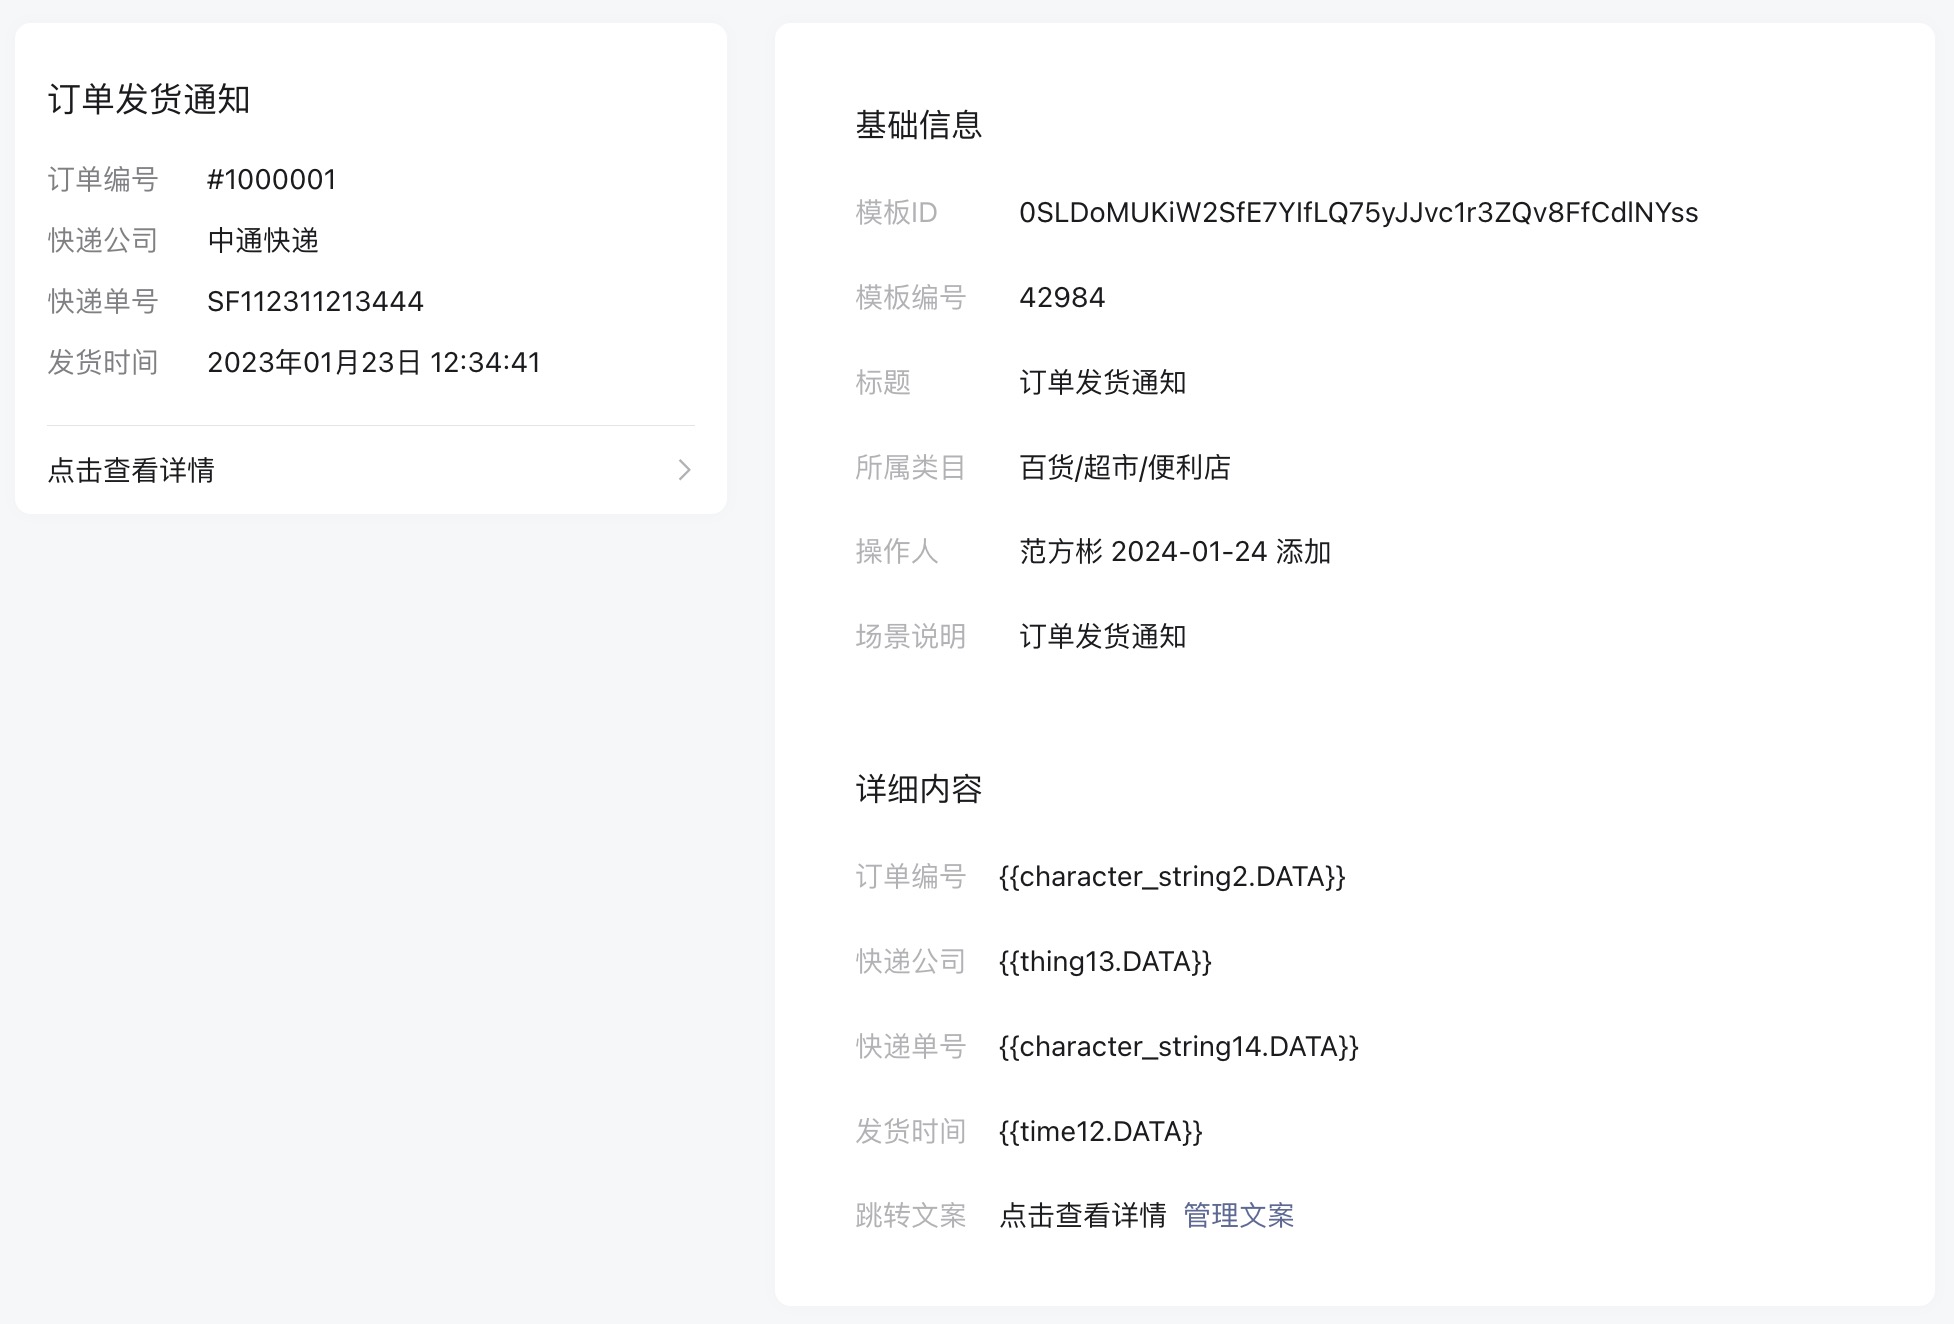 订单发货通知
订单编号 #1000001
快递公司 中通快递
快递单号 SF112311213444
发货时间 2023年01月23日 12:34:41
点击查看详情
基础信息
模板ID 0SLDoMUKiW2SfE7YIfLQ75yJJvc1r3ZQv8FfCdlNYss
模板编号 42984
标题 订单发货通知
所属类目 百货/超市/便利店
操作人 范方彬 2024-01-24 添加
场景说明 订单发货通知
详细内容
订单编号 {{character_string2.DATA}}
快递公司 {{thing13.DATA}}
快递单号 {{character_string14.DATA}}
发货时间 {{time12.DATA}}
跳转文案 点击查看详情 管理文案